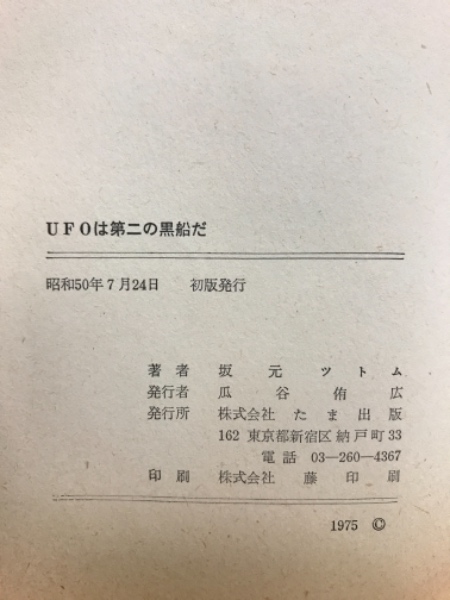 UFOは第二の黒船だ
昭和50年7月24日 初版発行
著者 坂元ツトム
発行者 瓜谷侑広
発行所 株式会社たま出版
162 東京都新宿区納戸町33
電話 03―260―4367
印刷 株式会社 藤印刷
1975 ©